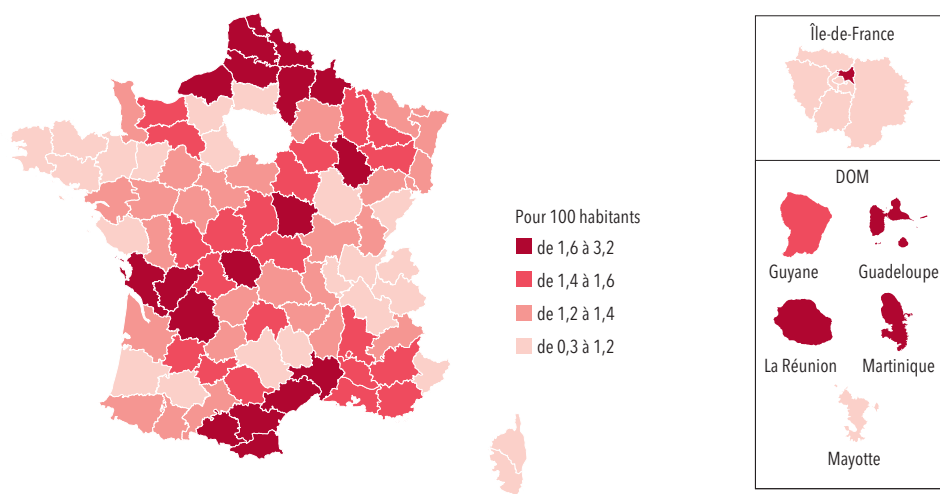 Île-de-France
DOM
Guyane
Guadeloupe
La Réunion
Martinique
Mayotte
Pour 100 habitants
de 1,6 à 3,2
de 1,4 à 1,6
de 1,2 à 1,4
de 0,3 à 1,2